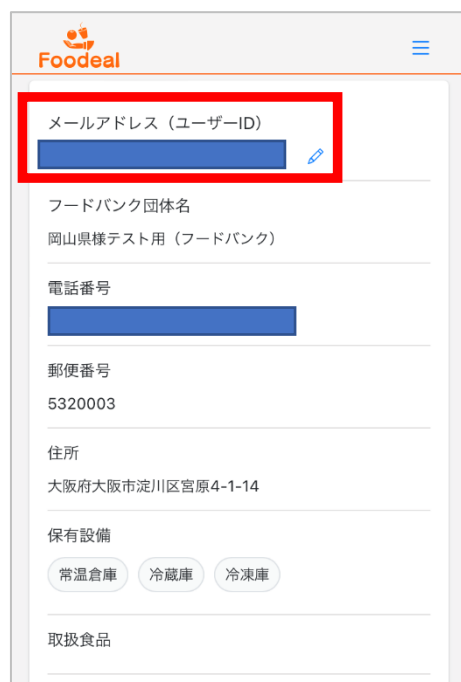 Foodeal
メールアドレス（ユーザーID）
フードバンク団体名
岡山県様テスト用（フードバンク）
電話番号
郵便番号
5320003
住所
大阪府大阪市淀川区宮原4-1-14
保有設備
常温倉庫 冷蔵庫 冷凍庫
取扱食品